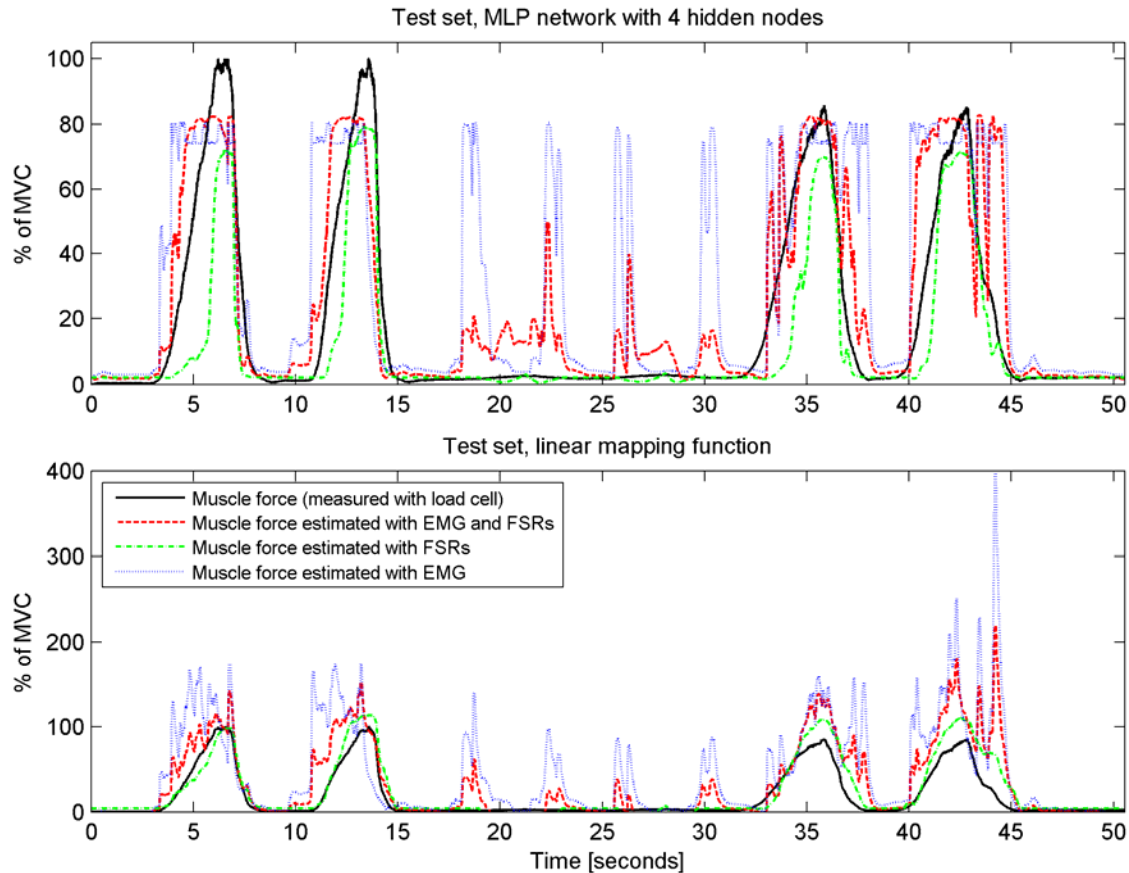 Test set, MLP network with 4 hidden nodes
% of MVC
100
80
60
40
20
0
0 5 10 15 20 25 30 35 40 45 50
Test set, linear mapping function
% of MVC
400
300
200
100
0
Muscle force (measured with load cell)
Muscle force estimated with EMG and FSRs
Muscle force estimated with FSRs
Muscle force estimated with EMG
0 5 10 15 20 25 30 35 40 45 50
Time [seconds]